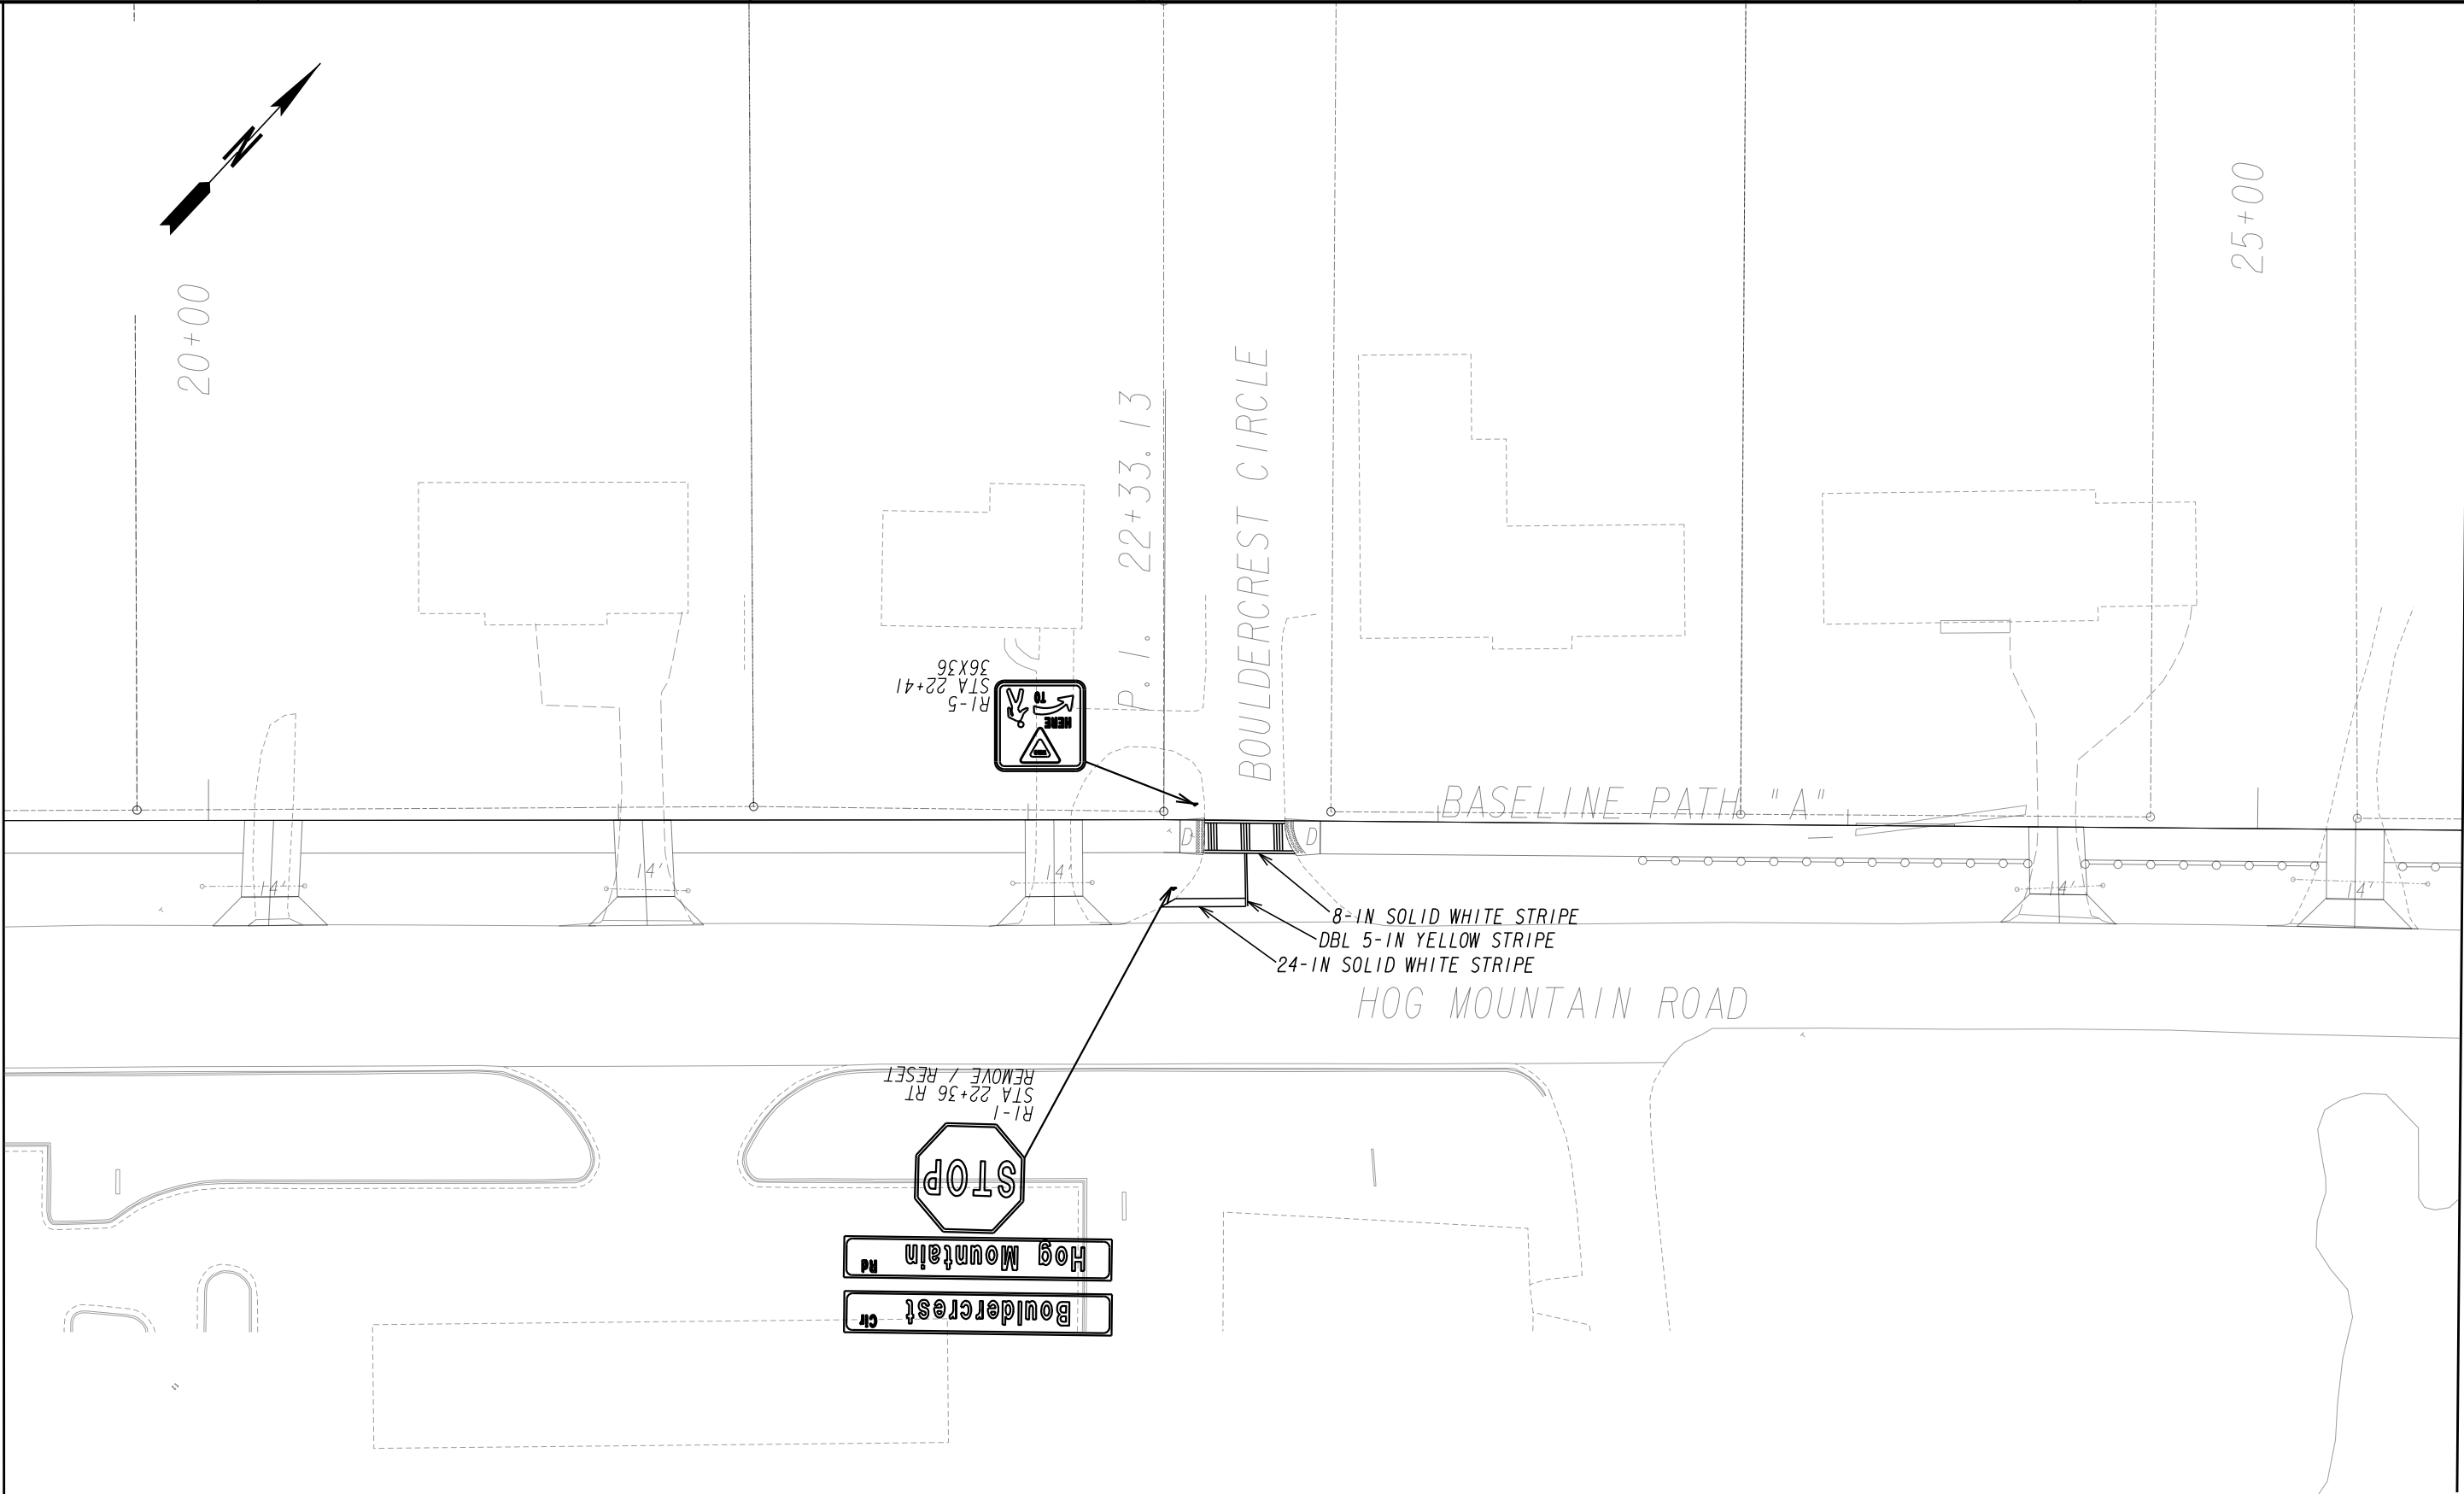 N
20+00
25+00
P.I. 22+33.13
BOULDERCREST CIRCLE
R1-5
STA 22+41
36X36
HERE
TO
BASELINE PATH "A"
D
D
14'
14'
14'
14'
14'
8-IN SOLID WHITE STRIPE
DBL 5-IN YELLOW STRIPE
24-IN SOLID WHITE STRIPE
HOG MOUNTAIN ROAD
R1-1
STA 22+36 RT
REMOVE / RESET
STOP
Hog Mountain Rd
Bouldercrest Cir